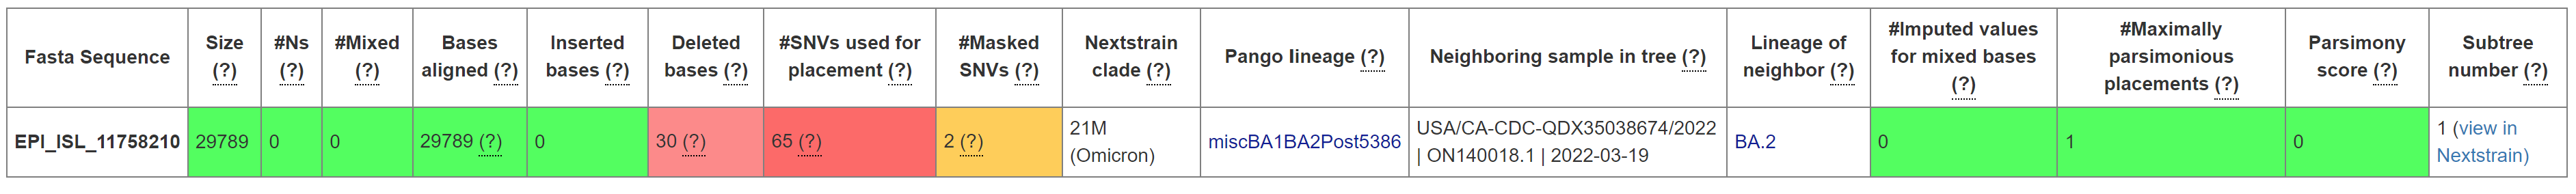 Fasta Sequence
Size
(?)
#Ns
(?)
#Mixed
(?)
Bases
aligned (?)
Inserted
bases (?)
Deleted
bases (?)
#SNVs used for
placement (?)
#Masked
SNVs (?)
Nextstrain
clade (?)
Pango lineage (?)
Neighboring sample in tree (?)
Lineage of
neighbor (?)
#Imputed values
for mixed bases
(?)
#Maximally
parsimonious
placements (?)
Parsimony
score (?)
Subtree
number (?)
EPI_ISL_11758210
29789
0
0
29789 (?)
0
30 (?)
65 (?)
2 (?)
21M
(Omicron)
miscBA1BA2Post5386
USA/CA-CDC-QDX35038674/2022
| ON140018.1 | 2022-03-19
BA.2
0
1
0
1 (view in
Nextstrain)